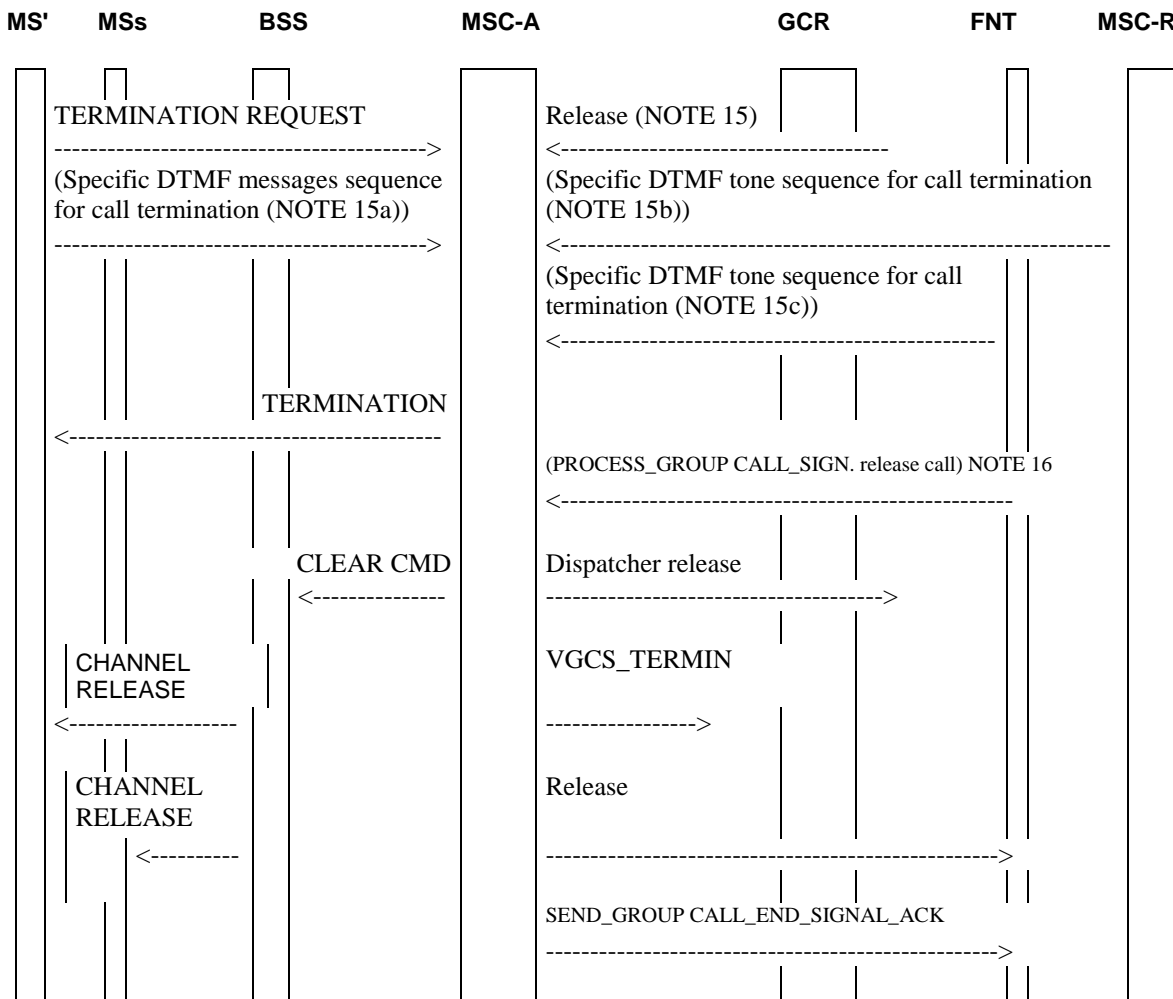 MS' MSs BSS MSC-A GCR FNT MSC-R
TERMINATION REQUEST
Release (NOTE 15)
---------------------------------------->
<-------------------------------------
(Specific DTMF messages sequence
for call termination (NOTE 15a))
(Specific DTMF tone sequence for call termination
(NOTE 15b))
---------------------------------------->
<--------------------------------------------------------------
(Specific DTMF tone sequence for call
termination (NOTE 15c))
<-------------------------------------------------
TERMINATION
<------------------------------------------
(PROCESS_GROUP CALL_SIGN. release call) NOTE 16
<---------------------------------------------------
CLEAR CMD
Dispatcher release
<---------------
-------------------------------------->
CHANNEL
RELEASE
VGCS_TERMIN
<-------------------
----------------->
CHANNEL
RELEASE
Release
<----------
--------------------------------------------------->
SEND_GROUP CALL_END_SIGNAL_ACK
--------------------------------------------------->